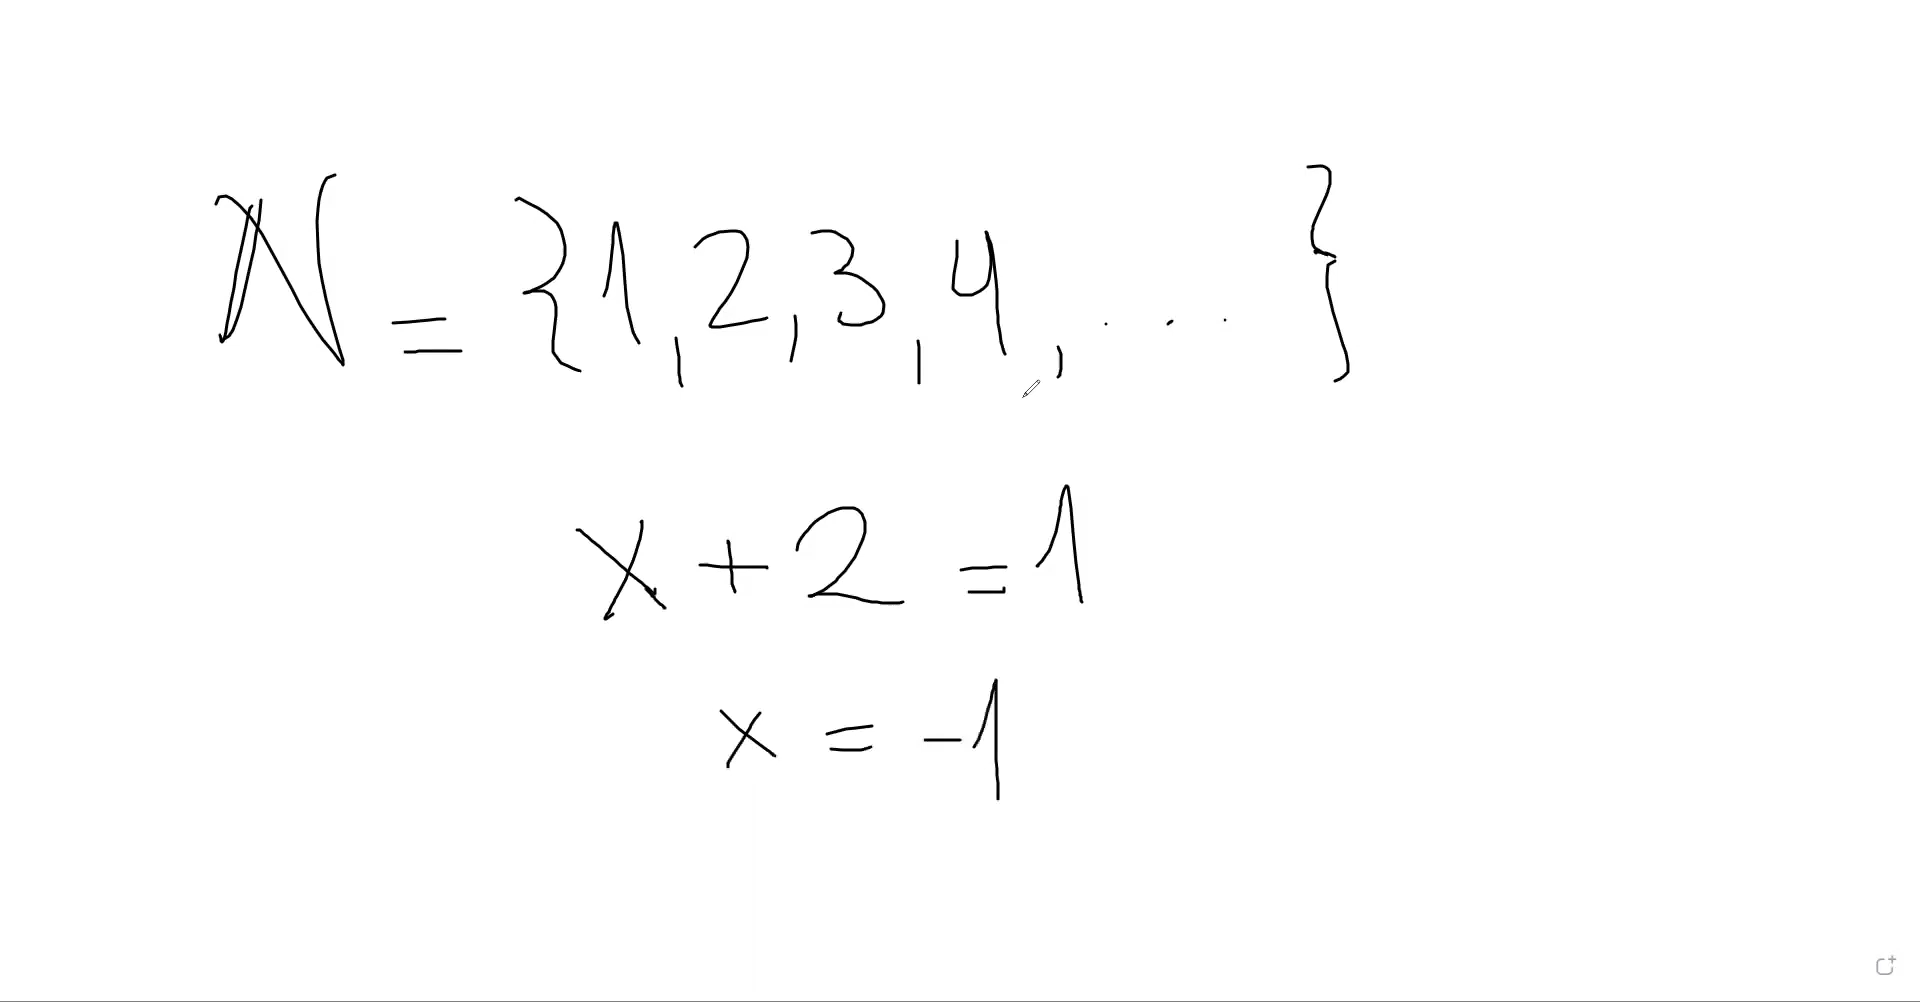 ℕ = {1, 2, 3, 4, . . . }
x + 2 = 1
x = -1